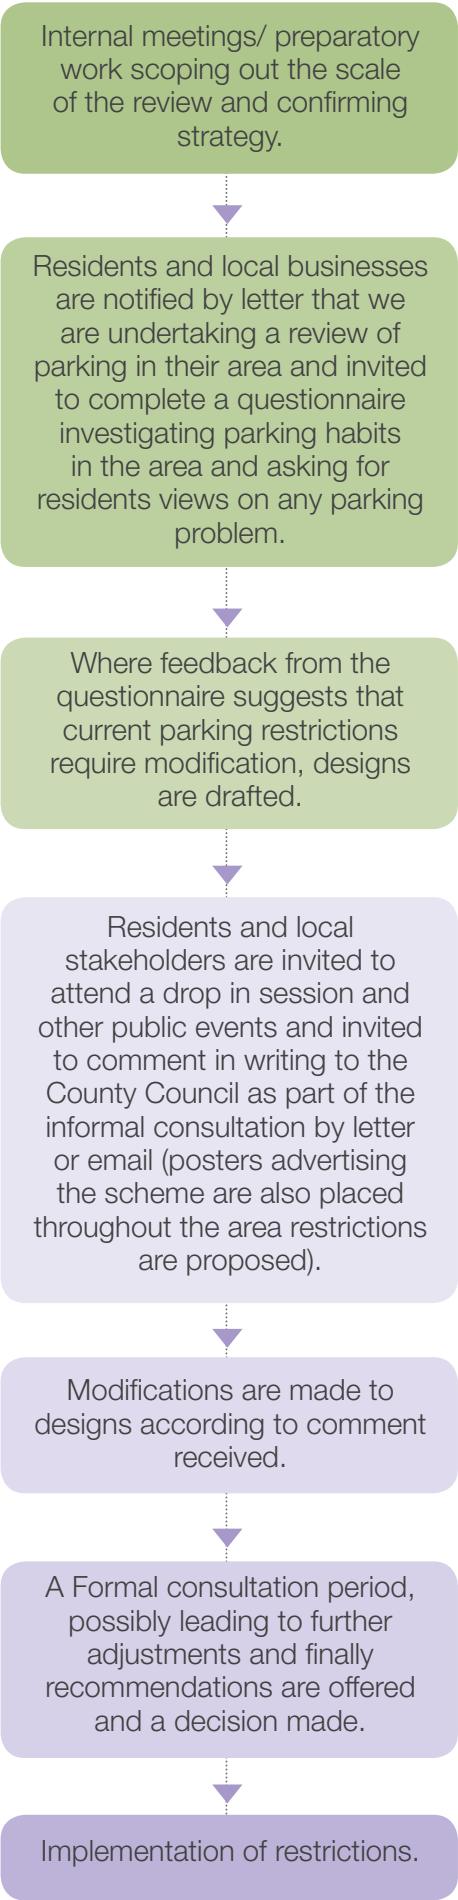 Internal meetings/ preparatory
work scoping out the scale
of the review and confirming
strategy.
Residents and local businesses
are notified by letter that we
are undertaking a review of
parking in their area and invited
to complete a questionnaire
investigating parking habits
in the area and asking for
residents views on any parking
problem.
Where feedback from the
questionnaire suggests that
current parking restrictions
require modification, designs
are drafted.
Residents and local
stakeholders are invited to
attend a drop in session and
other public events and invited
to comment in writing to the
County Council as part of the
informal consultation by letter
or email (posters advertising
the scheme are also placed
throughout the area restrictions
are proposed).
Modifications are made to
designs according to comment
received.
A Formal consultation period,
possibly leading to further
adjustments and finally
recommendations are offered
and a decision made.
Implementation of restrictions.